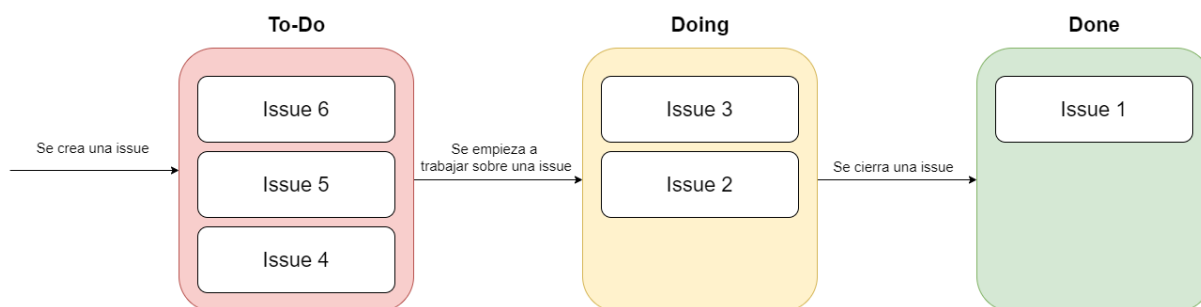 To-Do
Doing
Done
Se crea una issue
Issue 6
Issue 5
Issue 4
Se empieza a
trabajar sobre una issue
Issue 3
Issue 2
Se cierra una issue
Issue 1